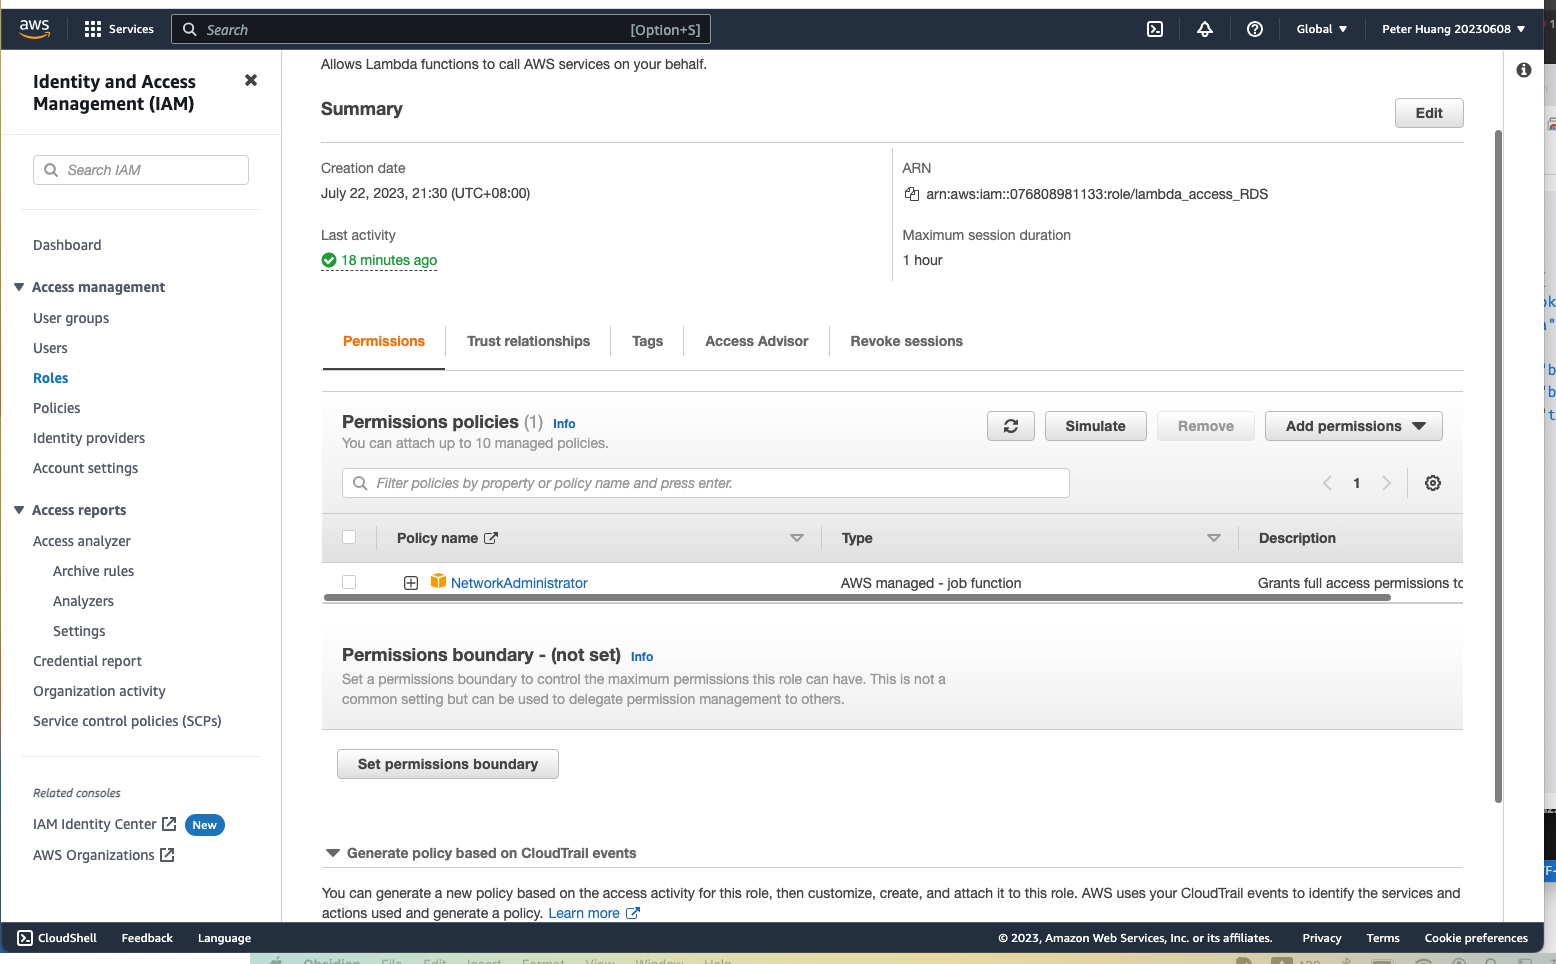 aws
Services
Search
[Option+S]
Global
Peter Huang 20230608
Identity and Access
Management (IAM)
Search IAM
Dashboard
Access management
User groups
Users
Roles
Policies
Identity providers
Account settings
Access reports
Access analyzer
Archive rules
Analyzers
Settings
Credential report
Organization activity
Service control policies (SCPs)
Related consoles
IAM Identity Center New
AWS Organizations
Allows Lambda functions to call AWS services on your behalf.
Summary
Edit
Creation date
July 22, 2023, 21:30 (UTC+08:00)
ARN
arn:aws:iam::076808981133:role/lambda_access_RDS
Last activity
18 minutes ago
Maximum session duration
1 hour
Permissions
Trust relationships
Tags
Access Advisor
Revoke sessions
Permissions policies (1) Info
You can attach up to 10 managed policies.
Simulate
Remove
Add permissions
Filter policies by property or policy name and press enter.
1
Policy name
Type
Description
NetworkAdministrator
AWS managed - job function
Grants full access permissions to
Permissions boundary - (not set) Info
Set a permissions boundary to control the maximum permissions this role can have. This is not a
common setting but can be used to delegate permission management to others.
Set permissions boundary
Generate policy based on CloudTrail events
You can generate a new policy based on the access activity for this role, then customize, create, and attach it to this role. AWS uses your CloudTrail events to identify the services and
actions used and generate a policy. Learn more
CloudShell
Feedback
Language
© 2023, Amazon Web Services, Inc. or its affiliates.
Privacy
Terms
Cookie preferences